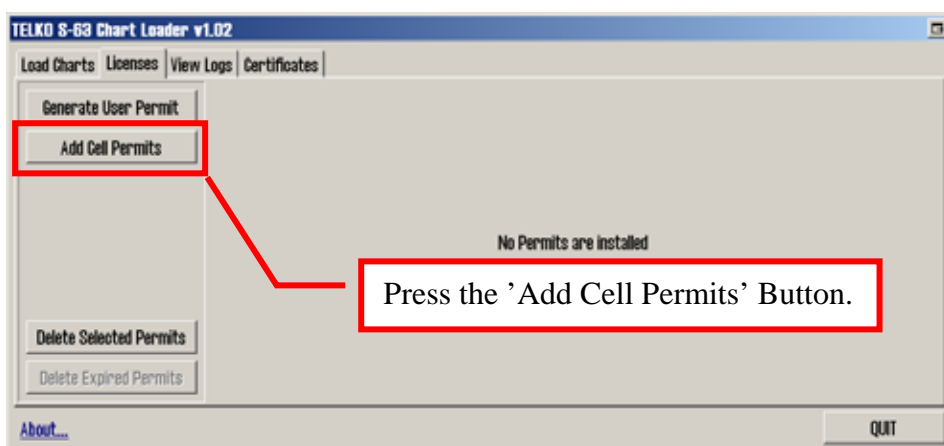 TELKO S-63 Chart Loader v1.02
Load Charts Licenses View Logs Certificates
Generate User Permit
Add Cell Permits
No Permits are installed
Press the ’Add Cell Permits’ Button.
Delete Selected Permits
Delete Expired Permits
About... QUIT